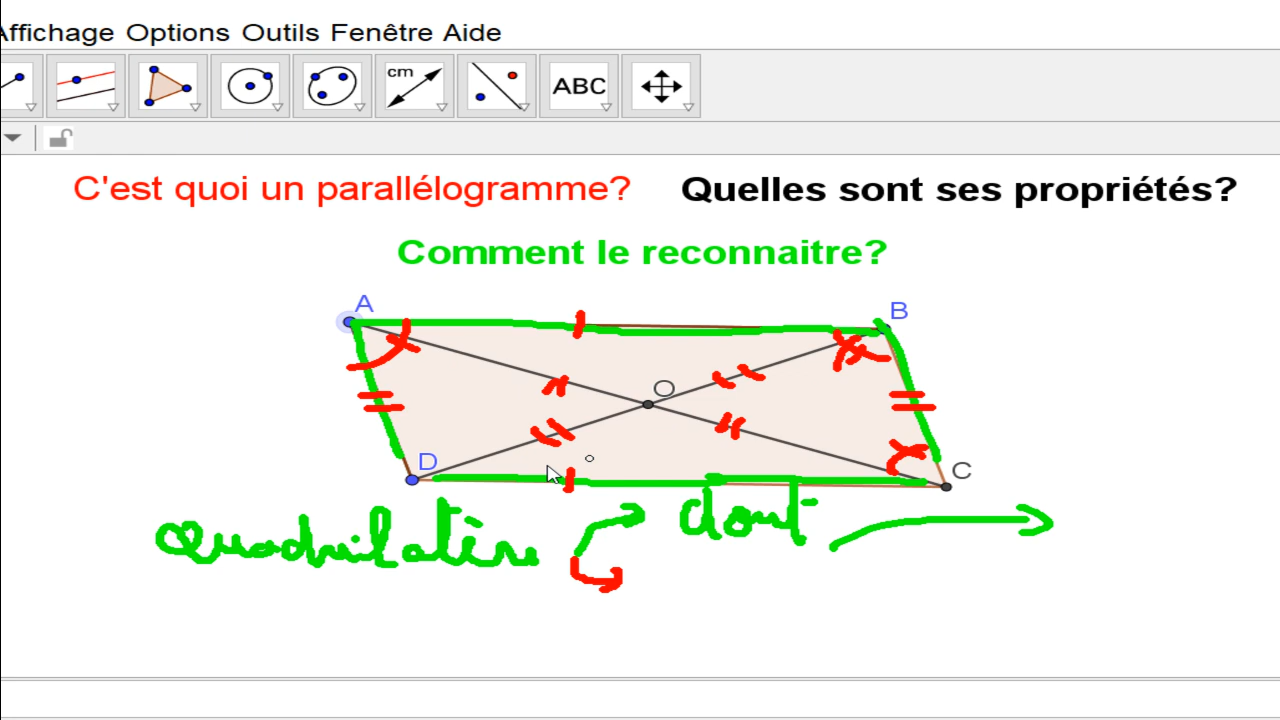 Affichage Options Outils Fenêtre Aide
cm ABC
C'est quoi un parallélogramme? Quelles sont ses propriétés?
Comment le reconnaitre?
A B
O
D C
Quadrilatère dont